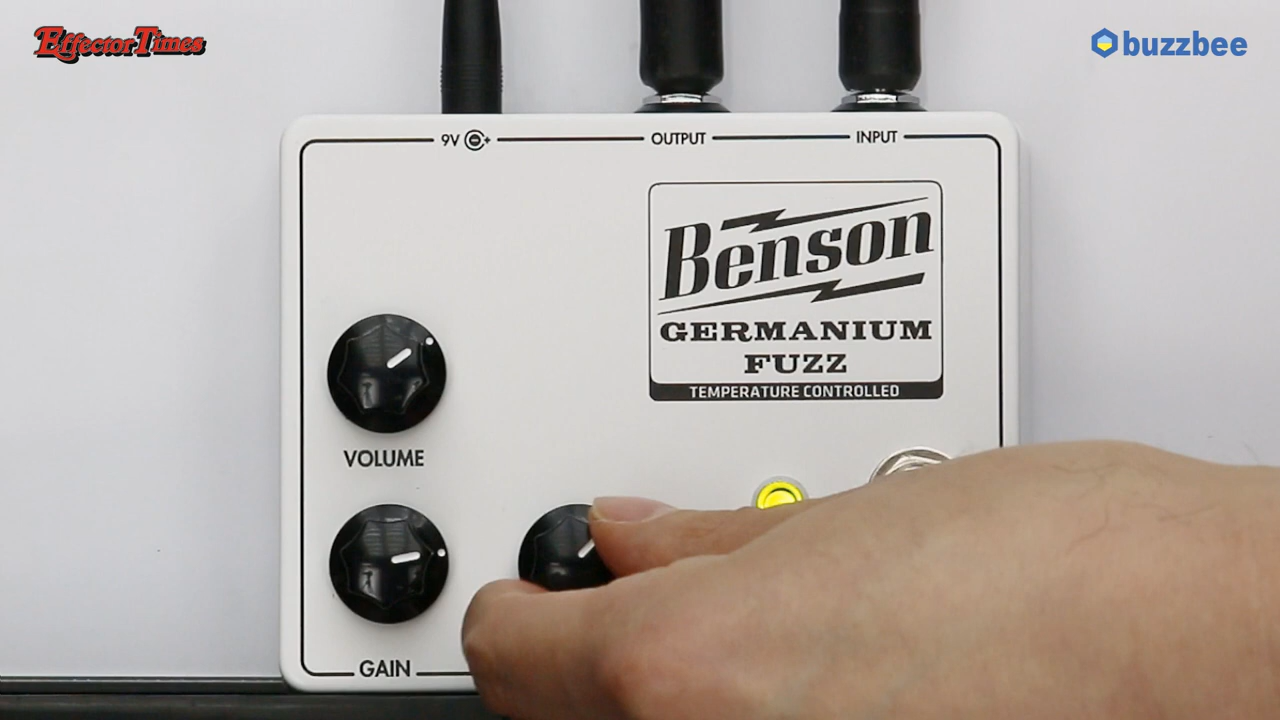 Effector Times
buzzbee
9V
OUTPUT
INPUT
Benson
GERMANIUM
FUZZ
TEMPERATURE CONTROLLED
VOLUME
GAIN